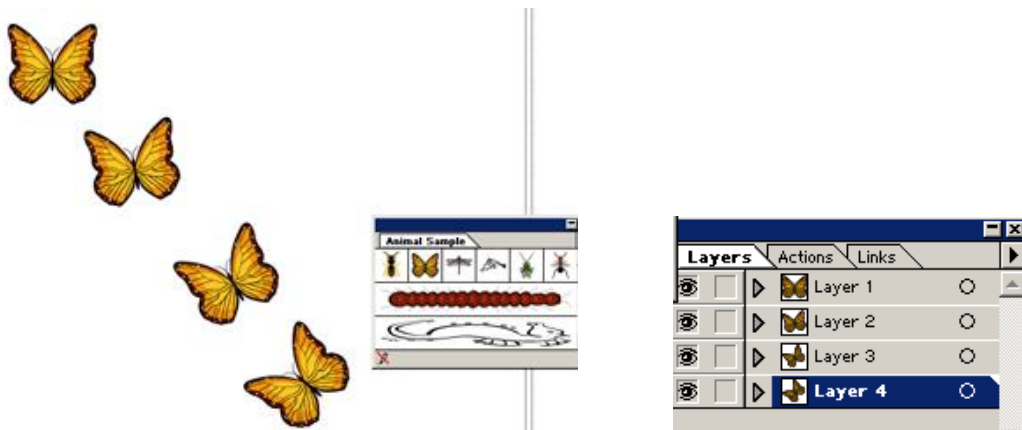 Animal Sample
Layers Actions Links
Layer 1
Layer 2
Layer 3
Layer 4